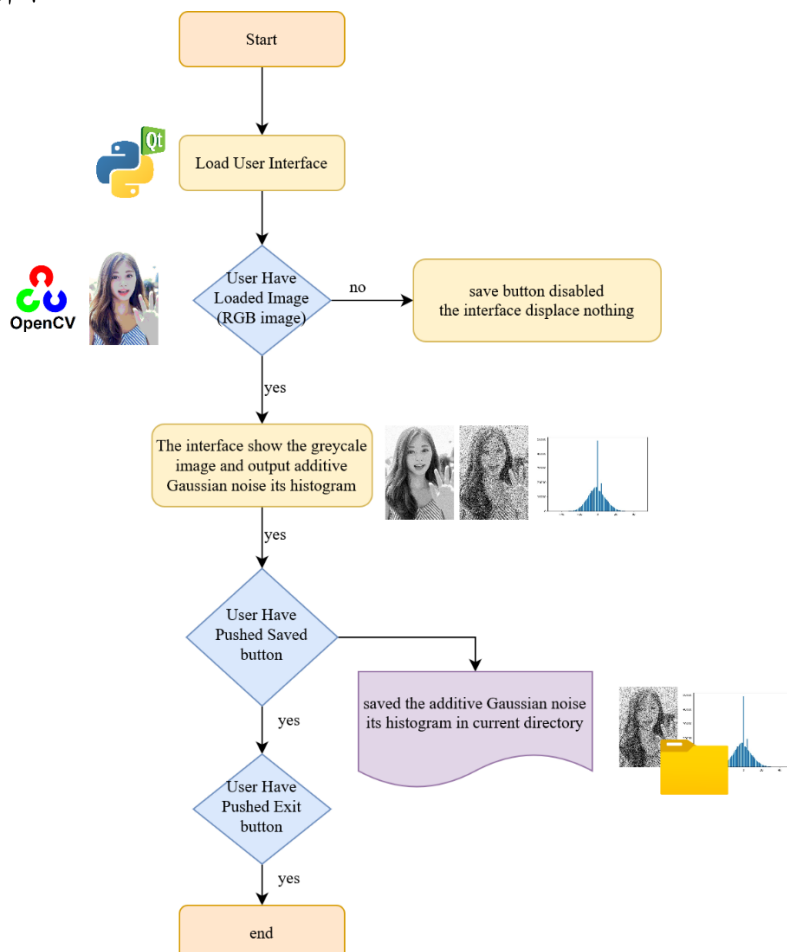 Start
Qt
Load User Interface
OpenCV
User Have
Loaded Image
(RGB image)
no
save button disabled
the interface displace nothing
yes
The interface show the greycale
image and output additive
Gaussian noise its histogram
yes
User Have
Pushed Saved
button
saved the additive Gaussian noise
its histogram in current directory
yes
User Have
Pushed Exit
button
yes
end